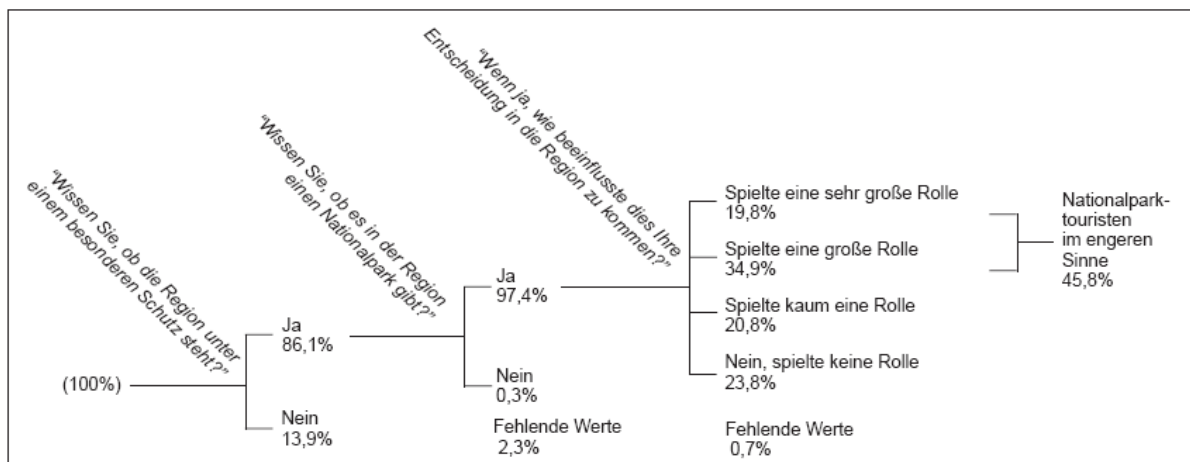 “Wissen Sie, ob die Region unter
einem besonderen Schutz steht?”
“Wissen Sie, ob es in der Region
einen Nationalpark gibt?”
“Wenn ja, wie beeinflusste dies Ihre
Entscheidung in die Region zu kommen?”
(100%)
Ja
86,1%
Nein
13,9%
Ja
97,4%
Nein
0,3%
Fehlende Werte
2,3%
Spielte eine sehr große Rolle
19,8%
Spielte eine große Rolle
34,9%
Spielte kaum eine Rolle
20,8%
Nein, spielte keine Rolle
23,8%
Fehlende Werte
0,7%
Nationalpark-
touristen
im engeren
Sinne
45,8%